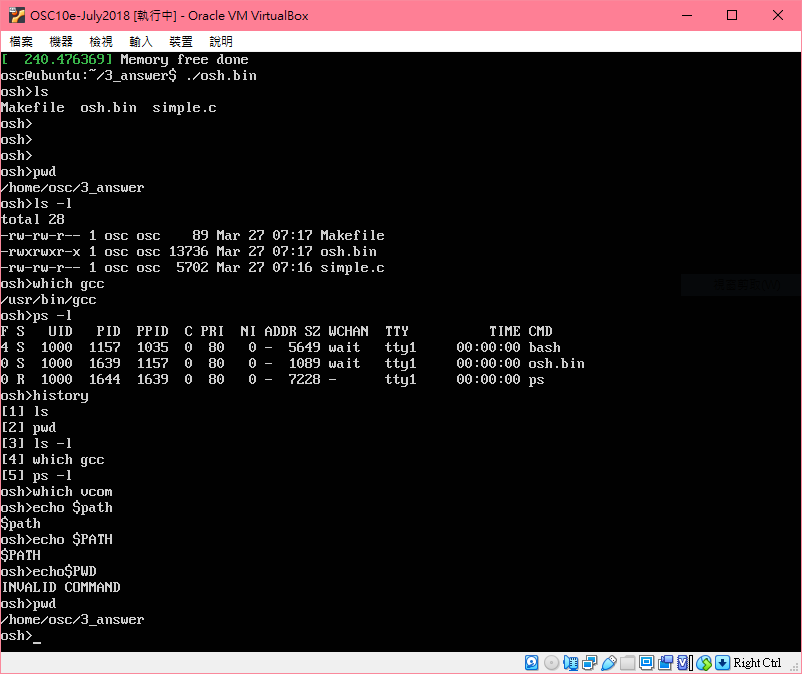 OSC10e-July2018 [執行中] - Oracle VM VirtualBox
檔案 機器 檢視 輸入 裝置 說明
[  240.476369] Memory free done
osc@ubuntu:~/3_answer$ ./osh.bin
osh>ls
Makefile  osh.bin  simple.c
osh>
osh>
osh>
osh>pwd
/home/osc/3_answer
osh>ls -l
total 28
-rw-rw-r-- 1 osc osc    89 Mar 27 07:17 Makefile
-rwxrwxr-x 1 osc osc 13736 Mar 27 07:17 osh.bin
-rw-rw-r-- 1 osc osc  5702 Mar 27 07:16 simple.c
osh>which gcc
/usr/bin/gcc
osh>ps -l
F S   UID   PID  PPID  C PRI  NI ADDR SZ WCHAN  TTY          TIME CMD
4 S  1000  1157  1035  0  80   0 -  5649 wait   tty1     00:00:00 bash
0 S  1000  1639  1157  0  80   0 -  1089 wait   tty1     00:00:00 osh.bin
0 R  1000  1644  1639  0  80   0 -  7228 -      tty1     00:00:00 ps
osh>history
[1] ls
[2] pwd
[3] ls -l
[4] which gcc
[5] ps -l
osh>which vcom
osh>echo $path
$path
osh>echo $PATH
$PATH
osh>echo$PWD
INVALID COMMAND
osh>pwd
/home/osc/3_answer
osh>_
Right Ctrl